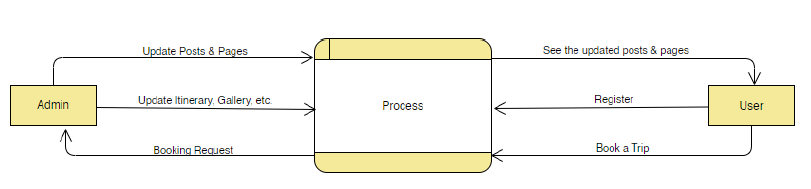 Update Posts & Pages
See the updated posts & pages
Admin
Update Itinerary, Gallery, etc.
Process
Register
User
Booking Request
Book a Trip